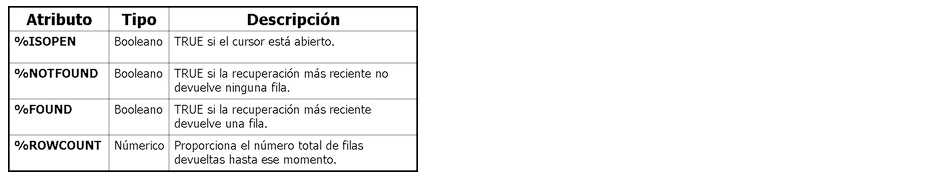 Atributo Tipo Descripción
%ISOPEN Booleano TRUE si el cursor está abierto.
%NOTFOUND Booleano TRUE si la recuperación más reciente no
devuelve ninguna fila.
%FOUND Booleano TRUE si la recuperación más reciente
devuelve una fila.
%ROWCOUNT Númerico Proporciona el número total de filas
devueltas hasta ese momento.